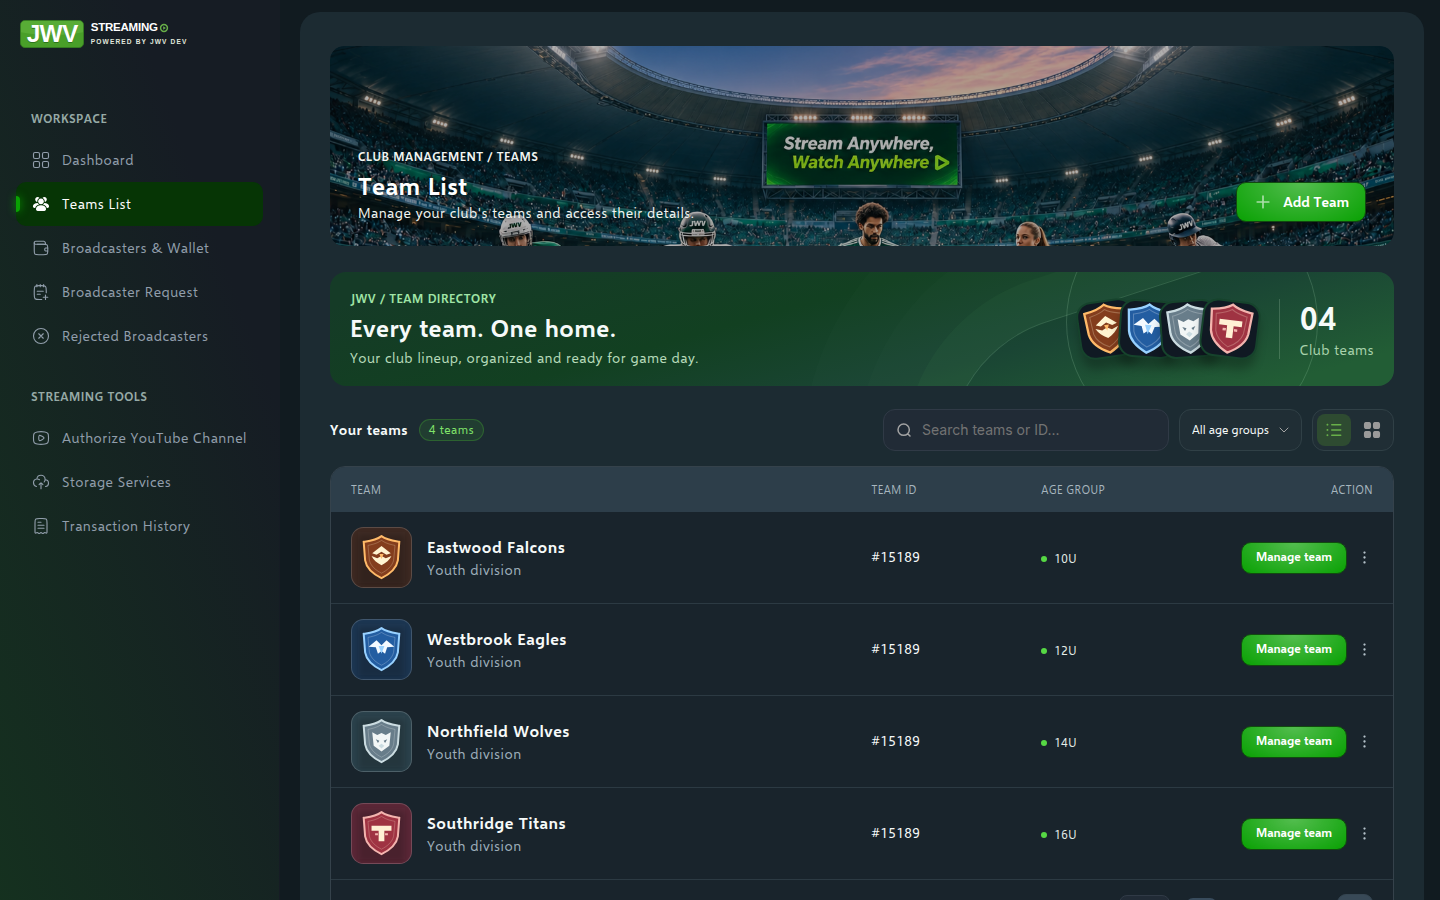 JWV STREAMING
POWERED BY JWV DEV
WORKSPACE
Dashboard
Teams List
Broadcasters & Wallet
Broadcaster Request
Rejected Broadcasters
STREAMING TOOLS
Authorize YouTube Channel
Storage Services
Transaction History
Stream Anywhere,
Watch Anywhere
CLUB MANAGEMENT / TEAMS
Team List
Manage your club's teams and access their details.
Add Team
JWV
JWV
JWV
JWV / TEAM DIRECTORY
Every team. One home.
Your club lineup, organized and ready for game day.
T
04
Club teams
Your teams
4 teams
Search teams or ID...
All age groups
TEAM TEAM ID AGE GROUP ACTION
Eastwood Falcons
Youth division
#15189 10U Manage team
Westbrook Eagles
Youth division
#15189 12U Manage team
Northfield Wolves
Youth division
#15189 14U Manage team
T
Southridge Titans
Youth division
#15189 16U Manage team